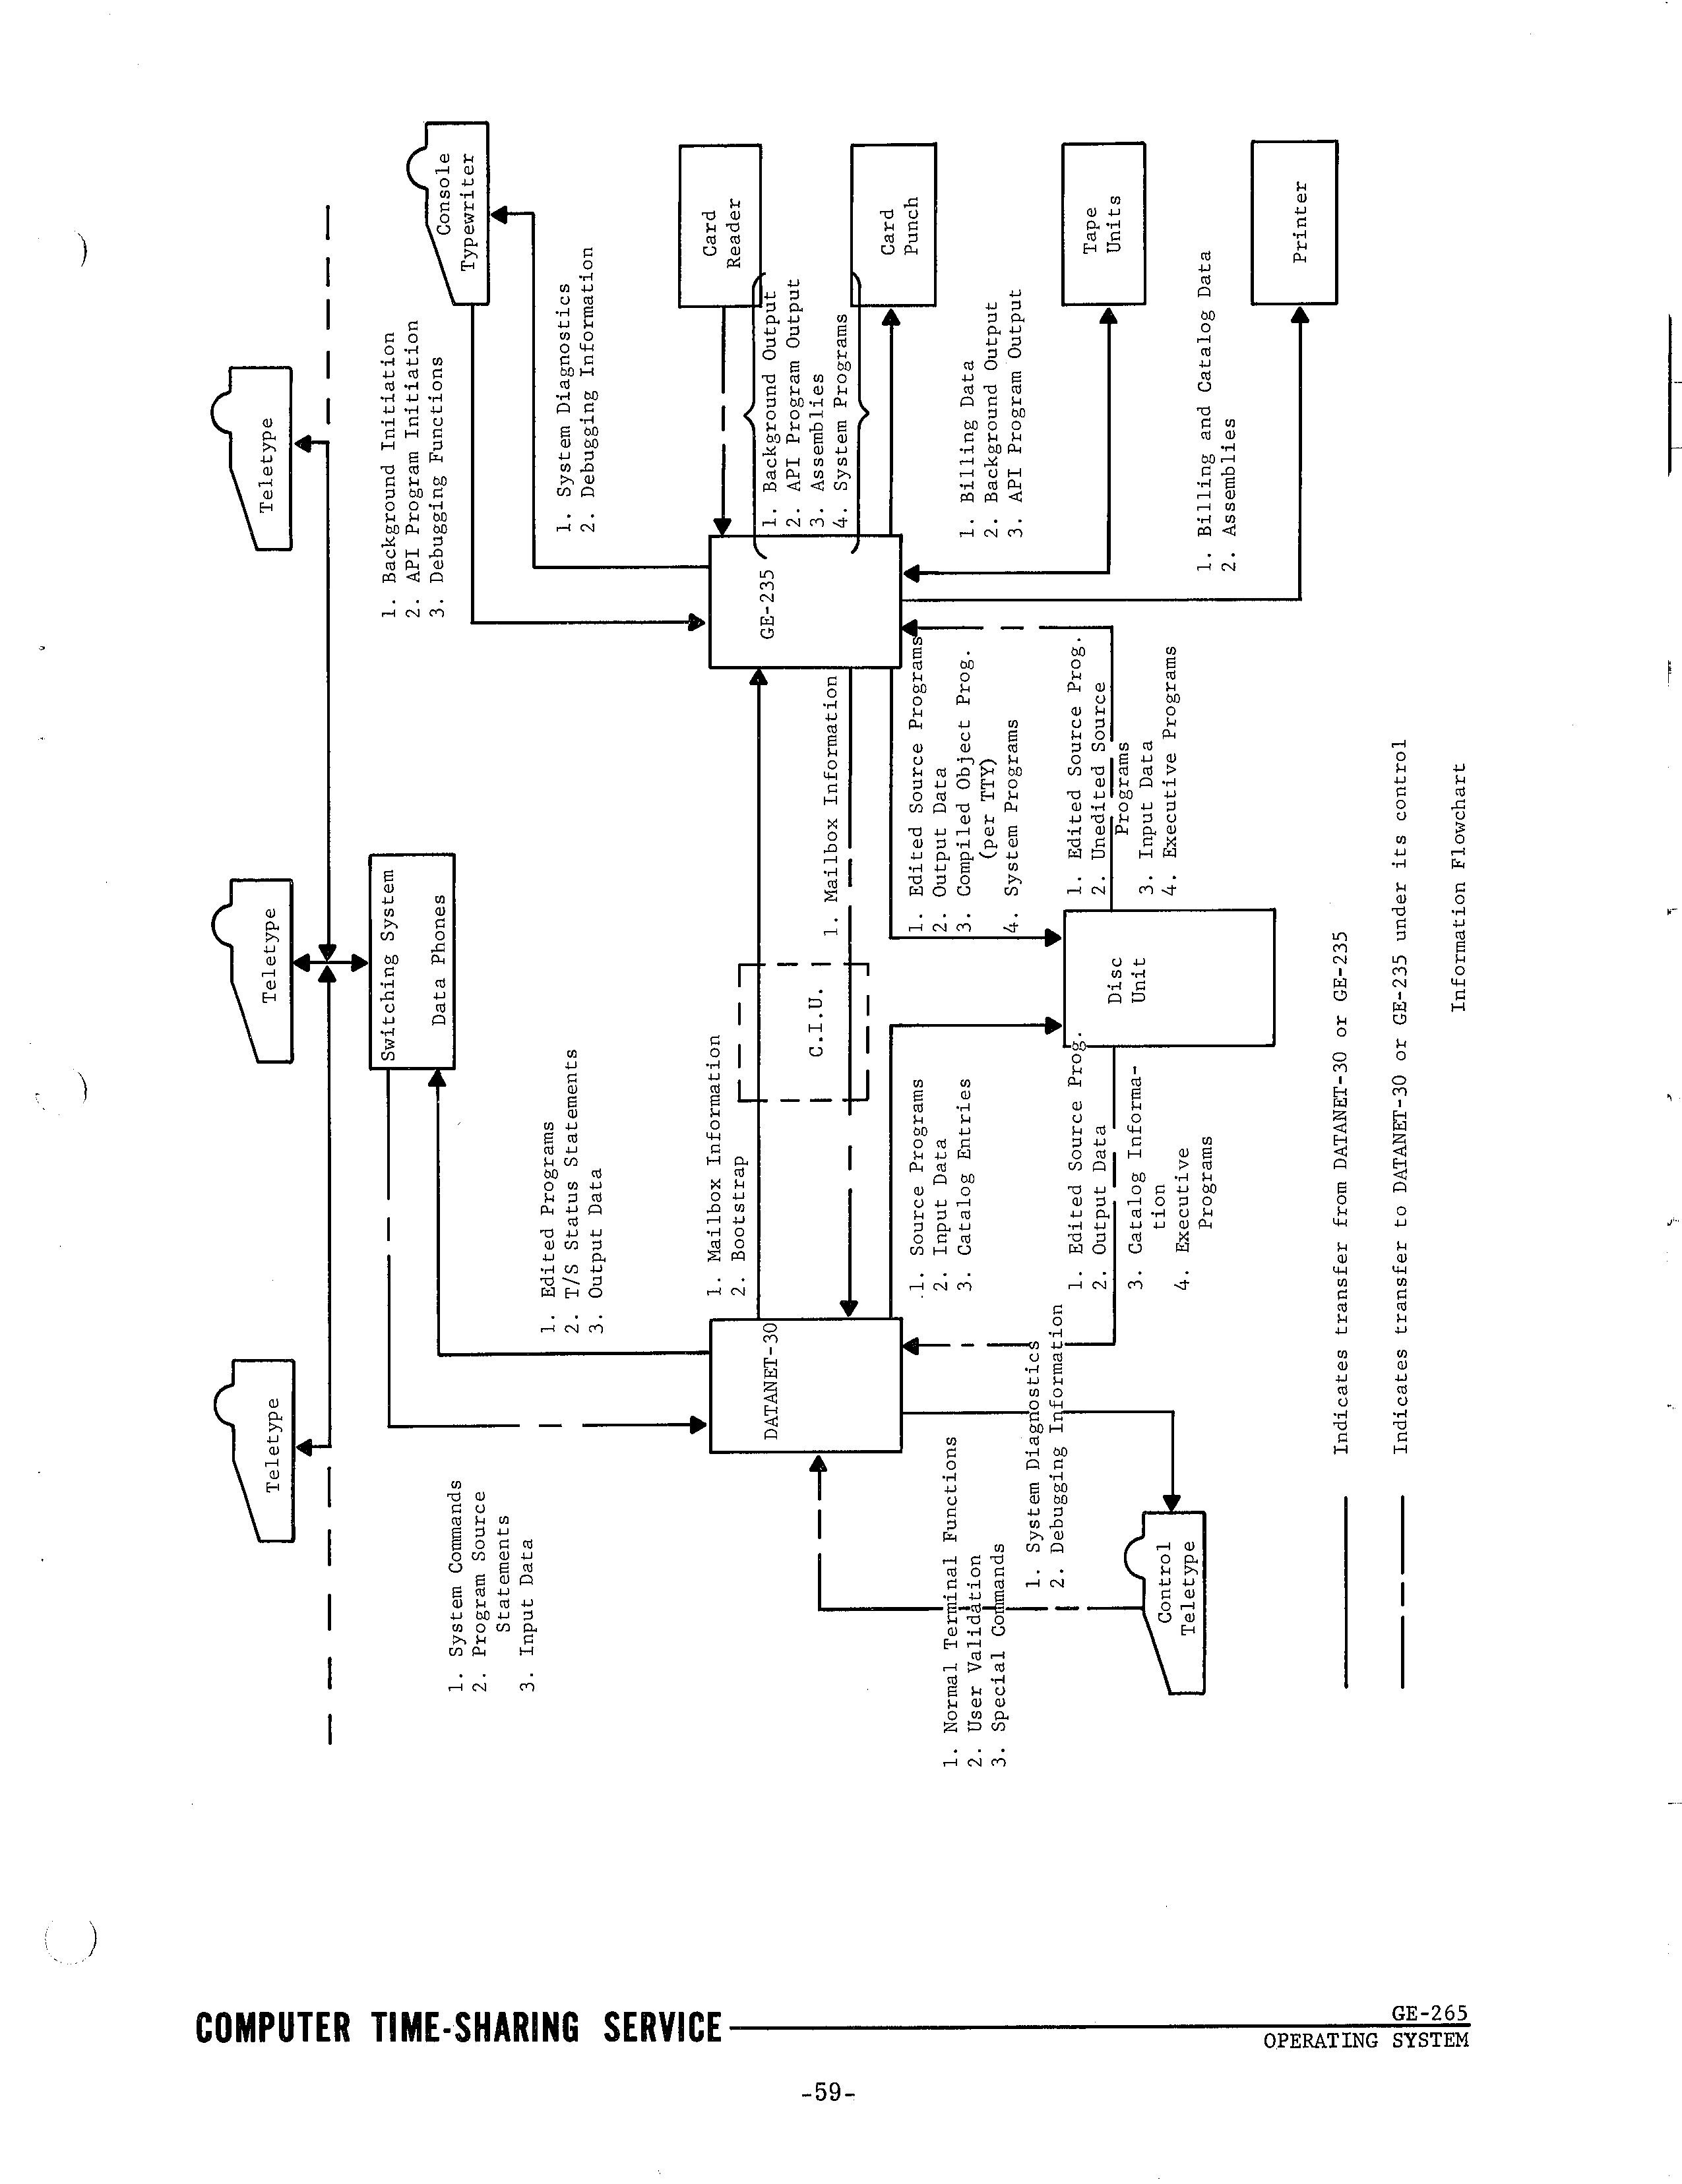 Teletype
Teletype
Teletype
Switching System
Data Phones
Console
Typewriter
1. System Commands
2. Program Source
Statements
3. Input Data
1. Edited Programs
2. T/S Status Statements
3. Output Data
1. Background Initiation
2. API Program Initiation
3. Debugging Functions
1. System Diagnostics
2. Debugging Information
Card
Reader
1. Mailbox Information
2. Bootstrap
DATANET-30
C.I.U.
1. Mailbox Information
GE-235
1. Background Output
2. API Program Output
3. Assemblies
4. System Programs
Card
Punch
1. Normal Terminal Functions
2. User Validation
3. Special Commands
1. System Diagnostics
2. Debugging Information
1. Source Programs
2. Input Data
3. Catalog Entries
1. Edited Source Programs
2. Output Data
3. Compiled Object Prog.
(per TTY)
4. System Programs
1. Billing Data
2. Background Output
3. API Program Output
Tape
Units
Control
Teletype
1. Edited Source Prog.
2. Output Data
3. Catalog Informa-
tion
4. Executive
Programs
Disc
Unit
1. Edited Source Prog.
2. Unedited Source
Programs
3. Input Data
4. Executive Programs
1. Billing and Catalog Data
2. Assemblies
Printer
Indicates transfer from DATANET-30 or GE-235
Indicates transfer to DATANET-30 or GE-235 under its control
Information Flowchart
COMPUTER TIME-SHARING SERVICE
GE-265
OPERATING SYSTEM
-59-